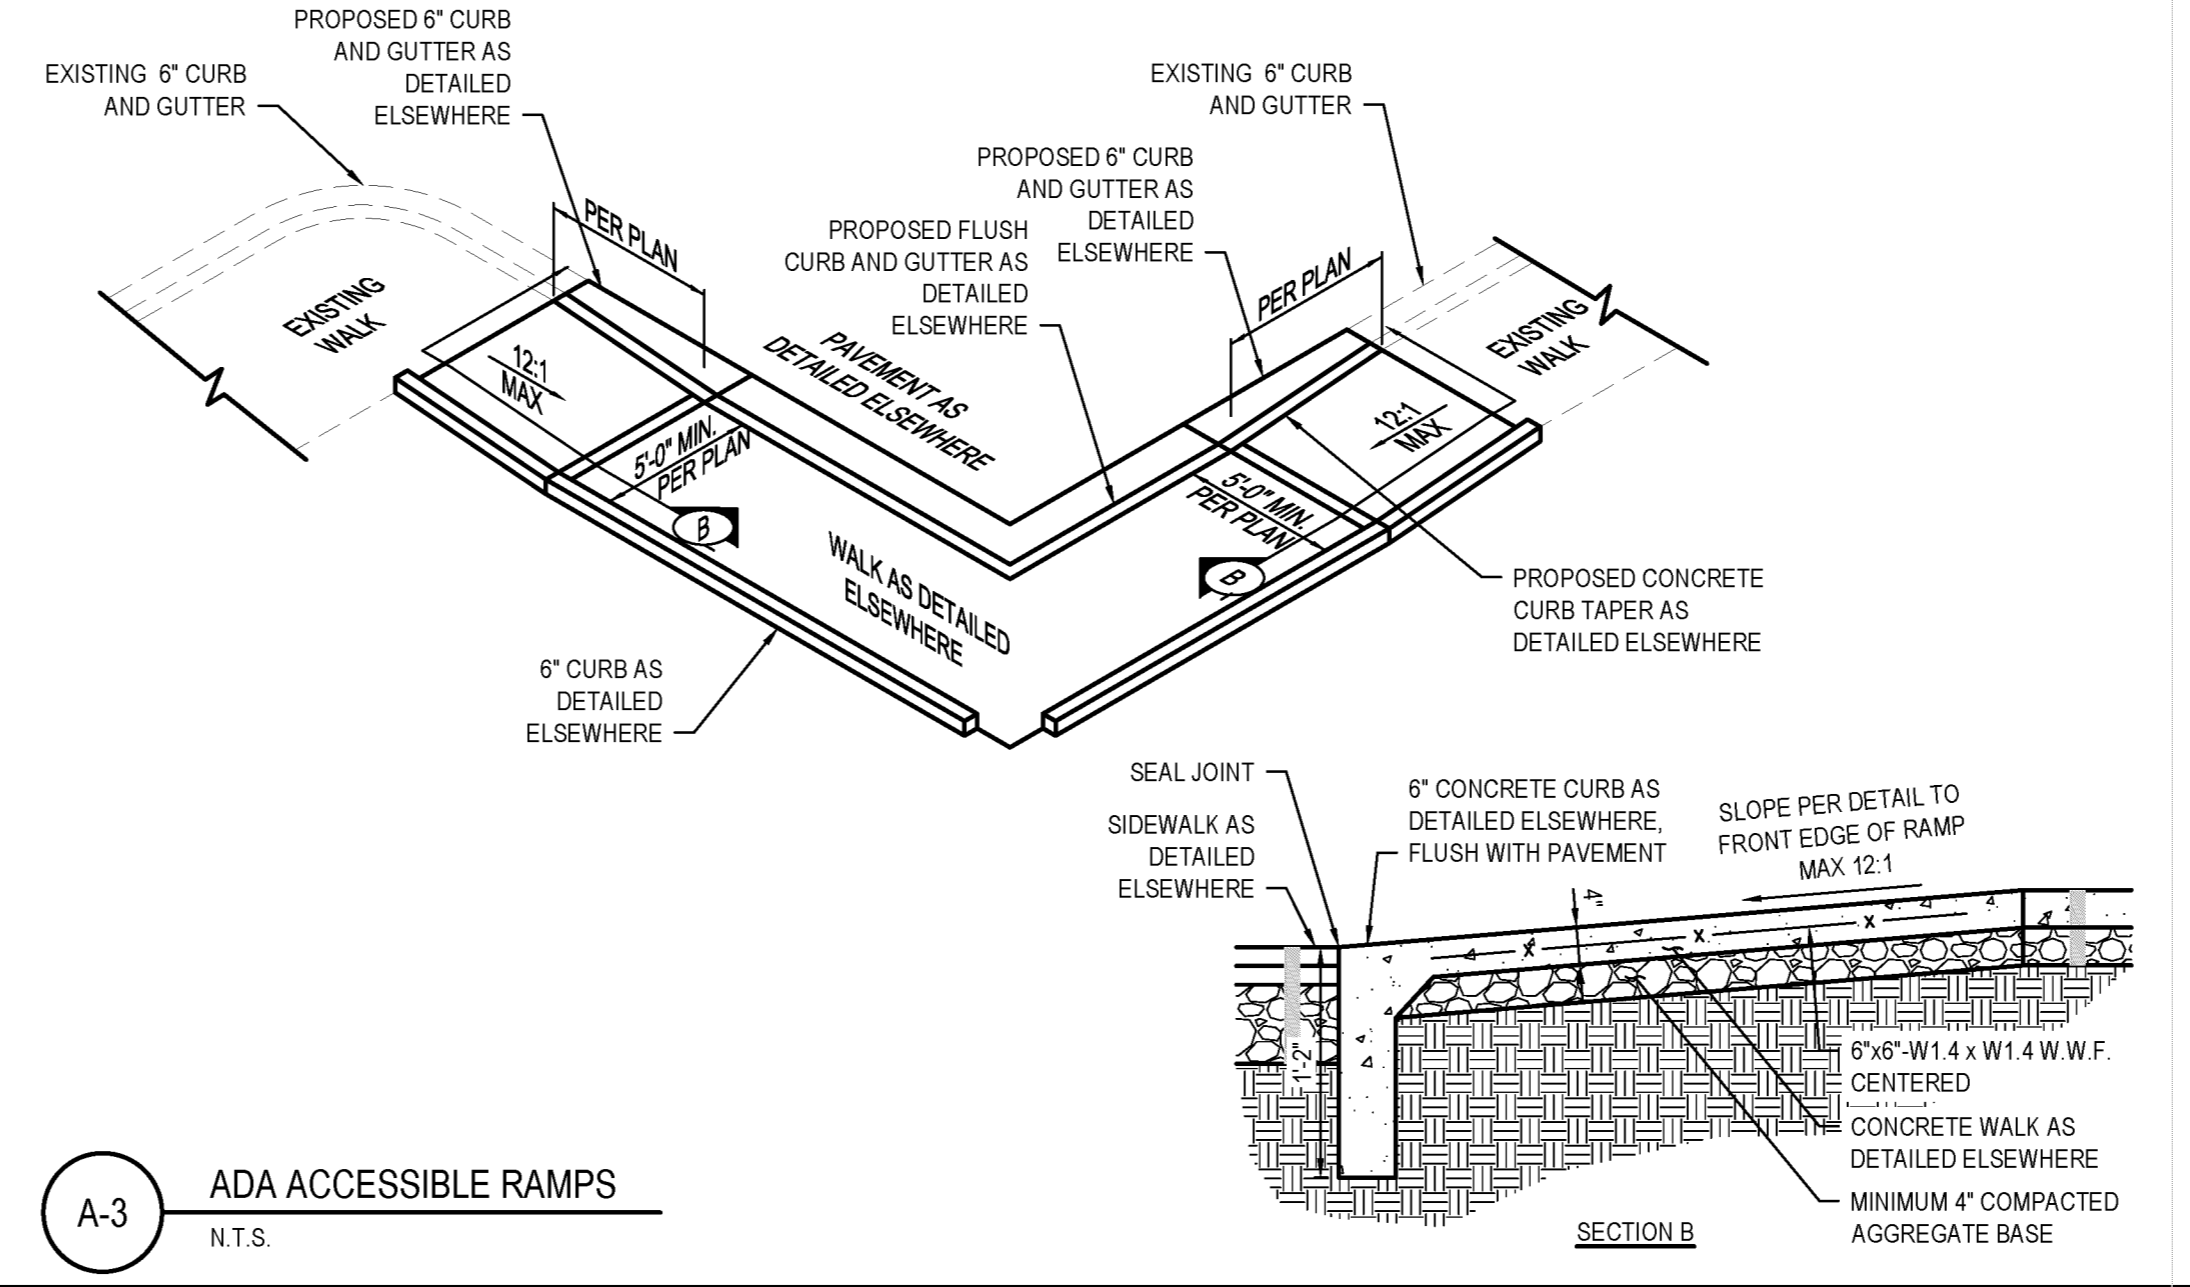 PROPOSED 6" CURB
AND GUTTER AS
DETAILED
ELSEWHERE
EXISTING 6" CURB
AND GUTTER
EXISTING 6" CURB
AND GUTTER
PROPOSED 6" CURB
AND GUTTER AS
DETAILED
ELSEWHERE
PROPOSED FLUSH
CURB AND GUTTER AS
DETAILED
ELSEWHERE
PER PLAN
PER PLAN
EXISTING
WALK
EXISTING
WALK
12:1
MAX
12:1
MAX
PAVEMENT AS
DETAILED ELSEWHERE
5'-0" MIN.
PER PLAN
5'-0" MIN.
PER PLAN
B
B
WALK AS DETAILED
ELSEWHERE
PROPOSED CONCRETE
CURB TAPER AS
DETAILED ELSEWHERE
6" CURB AS
DETAILED
ELSEWHERE
SEAL JOINT
SIDEWALK AS
DETAILED
ELSEWHERE
6" CONCRETE CURB AS
DETAILED ELSEWHERE,
FLUSH WITH PAVEMENT
SLOPE PER DETAIL TO
FRONT EDGE OF RAMP
MAX 12:1
4"
X
X
X
1'-2"
6"x6"-W1.4 x W1.4 W.W.F.
CENTERED
CONCRETE WALK AS
DETAILED ELSEWHERE
MINIMUM 4" COMPACTED
AGGREGATE BASE
SECTION B
A-3
ADA ACCESSIBLE RAMPS
N.T.S.